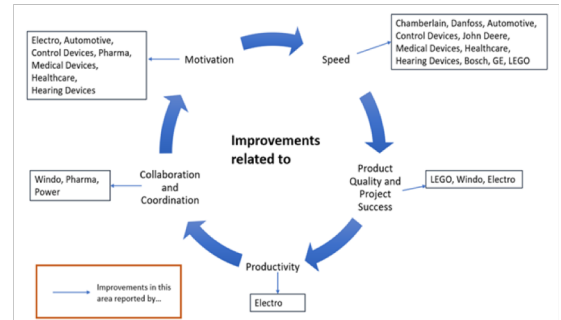 Electro, Automotive,
Control Devices, Pharma,
Medical Devices,
Healthcare,
Hearing Devices
Motivation
Speed
Chamberlain, Danfoss, Automotive,
Control Devices, John Deere,
Medical Devices, Healthcare,
Hearing Devices, Bosch, GE, LEGO
Improvements
related to
Windo, Pharma,
Power
Collaboration
and
Coordination
Product
Quality and
Project
Success
LEGO, Windo, Electro
Productivity
Electro
Improvements in this
area reported by...